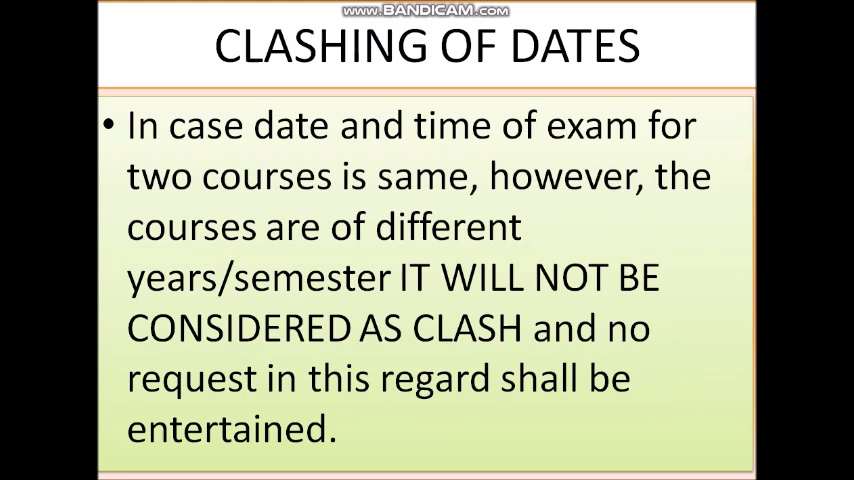 WWW.BANDICAM.COM
CLASHING OF DATES
• In case date and time of exam for
two courses is same, however, the
courses are of different
years/semester IT WILL NOT BE
CONSIDERED AS CLASH and no
request in this regard shall be
entertained.